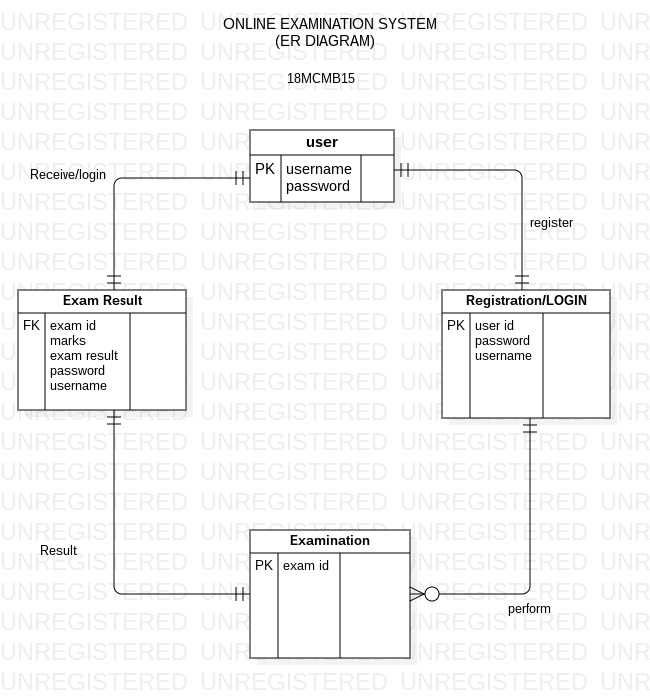 ONLINE EXAMINATION SYSTEM
(ER DIAGRAM)
18MCMB15
user
PK username
password
Receive/login
register
Exam Result
FK exam id
marks
exam result
password
username
Registration/LOGIN
PK user id
password
username
Result
Examination
PK exam id
perform
UNREGISTERED